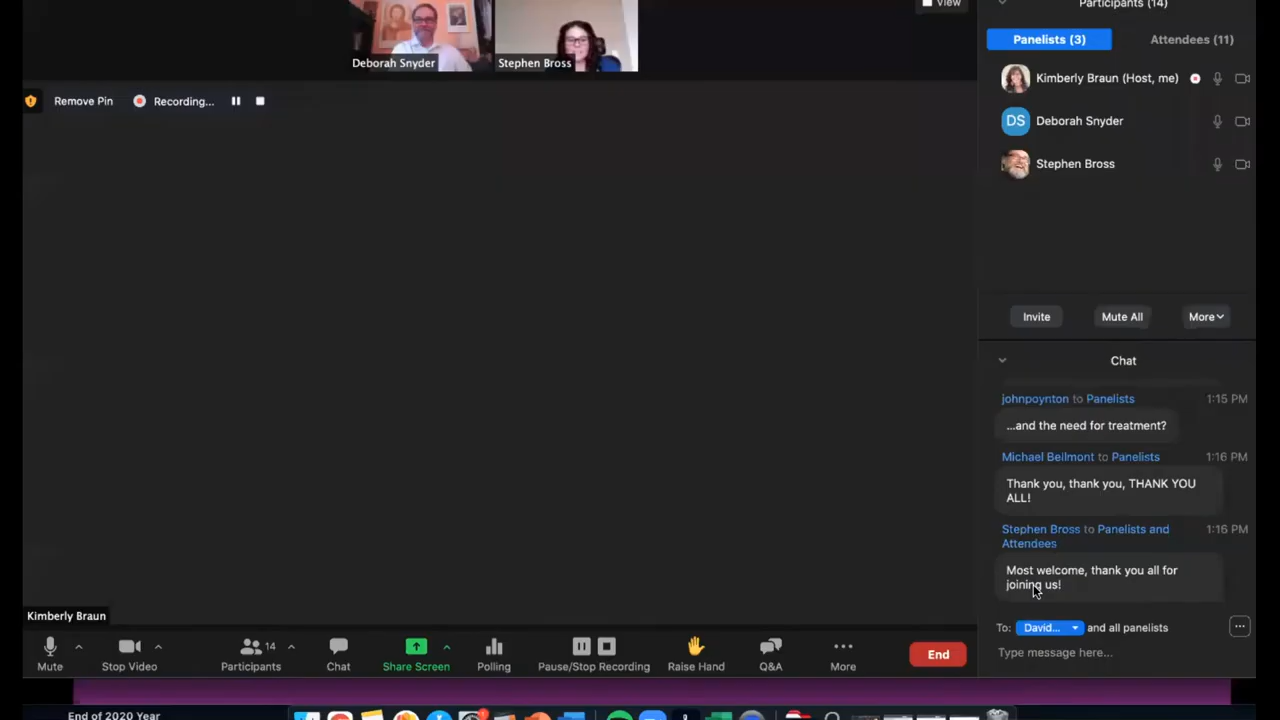 View
Participants (14)
Deborah Snyder
Stephen Bross
Panelists (3)
Attendees (11)
Kimberly Braun (Host, me)
DS
Deborah Snyder
Stephen Bross
Remove Pin
Recording...
Invite
Mute All
More
Chat
johnpoynton to Panelists
1:15 PM
...and the need for treatment?
Michael Bellmont to Panelists
1:16 PM
Thank you, thank you, THANK YOU
ALL!
Stephen Bross to Panelists and
1:16 PM
Attendees
Most welcome, thank you all for
joining us!
To: David... and all panelists
Type message here...
Kimberly Braun
Mute
Stop Video
14
Participants
Chat
Share Screen
Polling
Pause/Stop Recording
Raise Hand
Q&A
More
End
End of 2020 Year